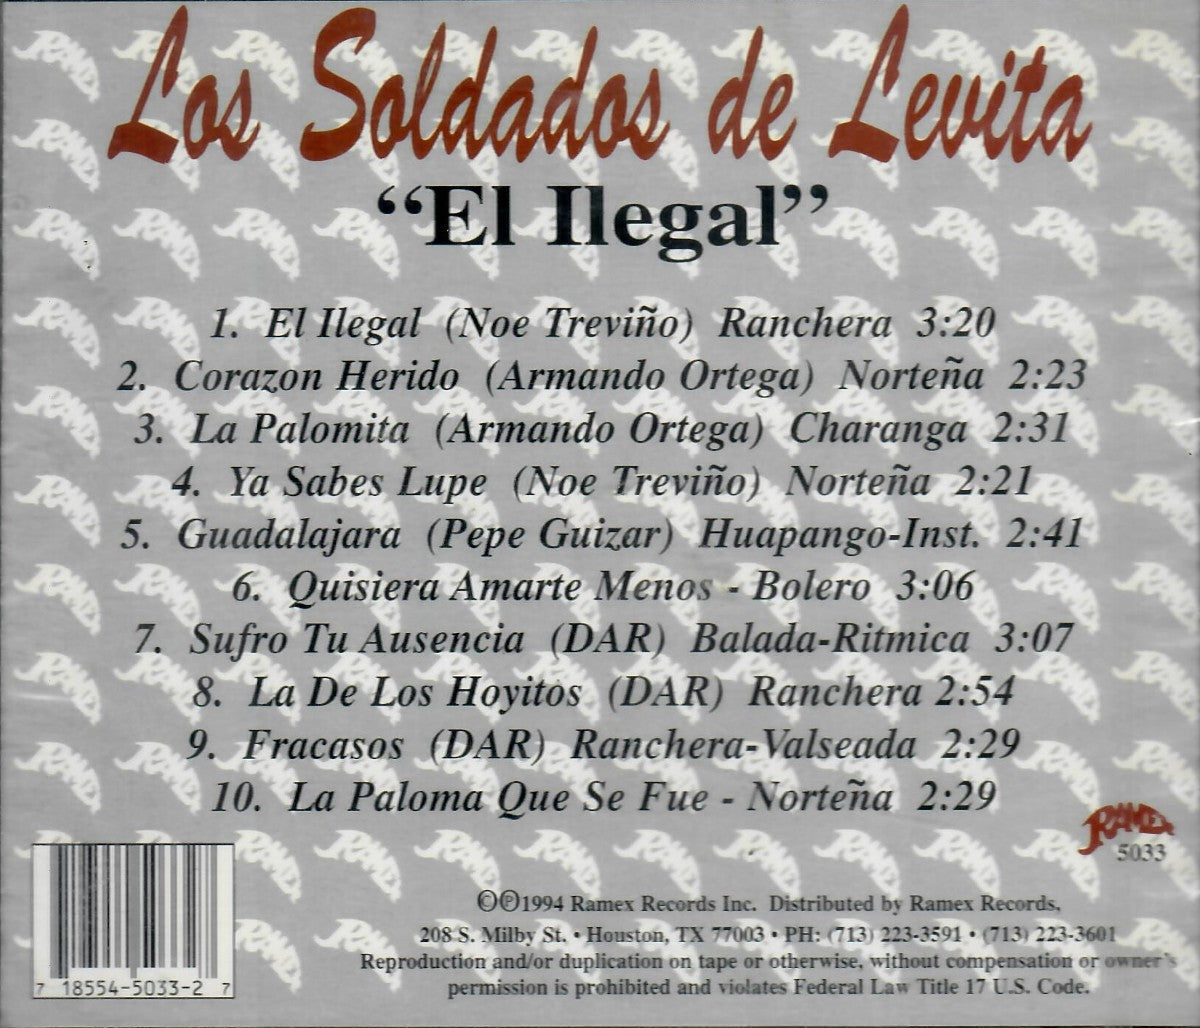 Los Soldados de Levita
“El Ilegal”
1. El Ilegal (Noe Treviño) Ranchera 3:20
2. Corazon Herido (Armando Ortega) Norteña 2:23
3. La Palomita (Armando Ortega) Charanga 2:31
4. Ya Sabes Lupe (Noe Treviño) Norteña 2:21
5. Guadalajara (Pepe Guizar) Huapango-Inst. 2:41
6. Quisiera Amarte Menos - Bolero 3:06
7. Sufro Tu Ausencia (DAR) Balada-Ritmica 3:07
8. La De Los Hoyitos (DAR) Ranchera 2:54
9. Fracasos (DAR) Ranchera-Valseada 2:29
10. La Paloma Que Se Fue - Norteña 2:29
RAMEX
5033
©℗1994 Ramex Records Inc. Distributed by Ramex Records.
208 S. Milby St. • Houston, TX 77003 • PH: (713) 223-3591 • (713) 223-3601
Reproduction and/or duplication on tape or otherwise, without compensation or owner's
permission is prohibited and violates Federal Law Title 17 U.S. Code.
7 18554-5033-2 7